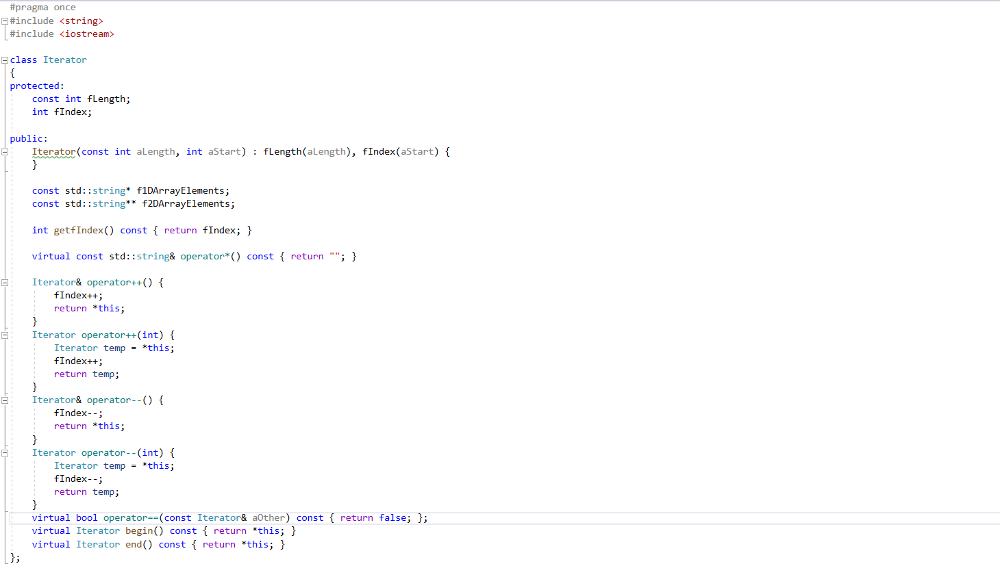 #pragma once
#include <string>
#include <iostream>
class Iterator
{
protected:
    const int fLength;
    int fIndex;
public:
    Iterator(const int aLength, int aStart) : fLength(aLength), fIndex(aStart) {
    }
    const std::string* f1DArrayElements;
    const std::string** f2DArrayElements;
    int getfIndex() const { return fIndex; }
    virtual const std::string& operator*() const { return ""; }
    Iterator& operator++() {
        fIndex++;
        return *this;
    }
    Iterator operator++(int) {
        Iterator temp = *this;
        fIndex++;
        return temp;
    }
    Iterator& operator--() {
        fIndex--;
        return *this;
    }
    Iterator operator--(int) {
        Iterator temp = *this;
        fIndex--;
        return temp;
    }
    virtual bool operator==(const Iterator& aOther) const { return false; };
    virtual Iterator begin() const { return *this; }
    virtual Iterator end() const { return *this; }
};